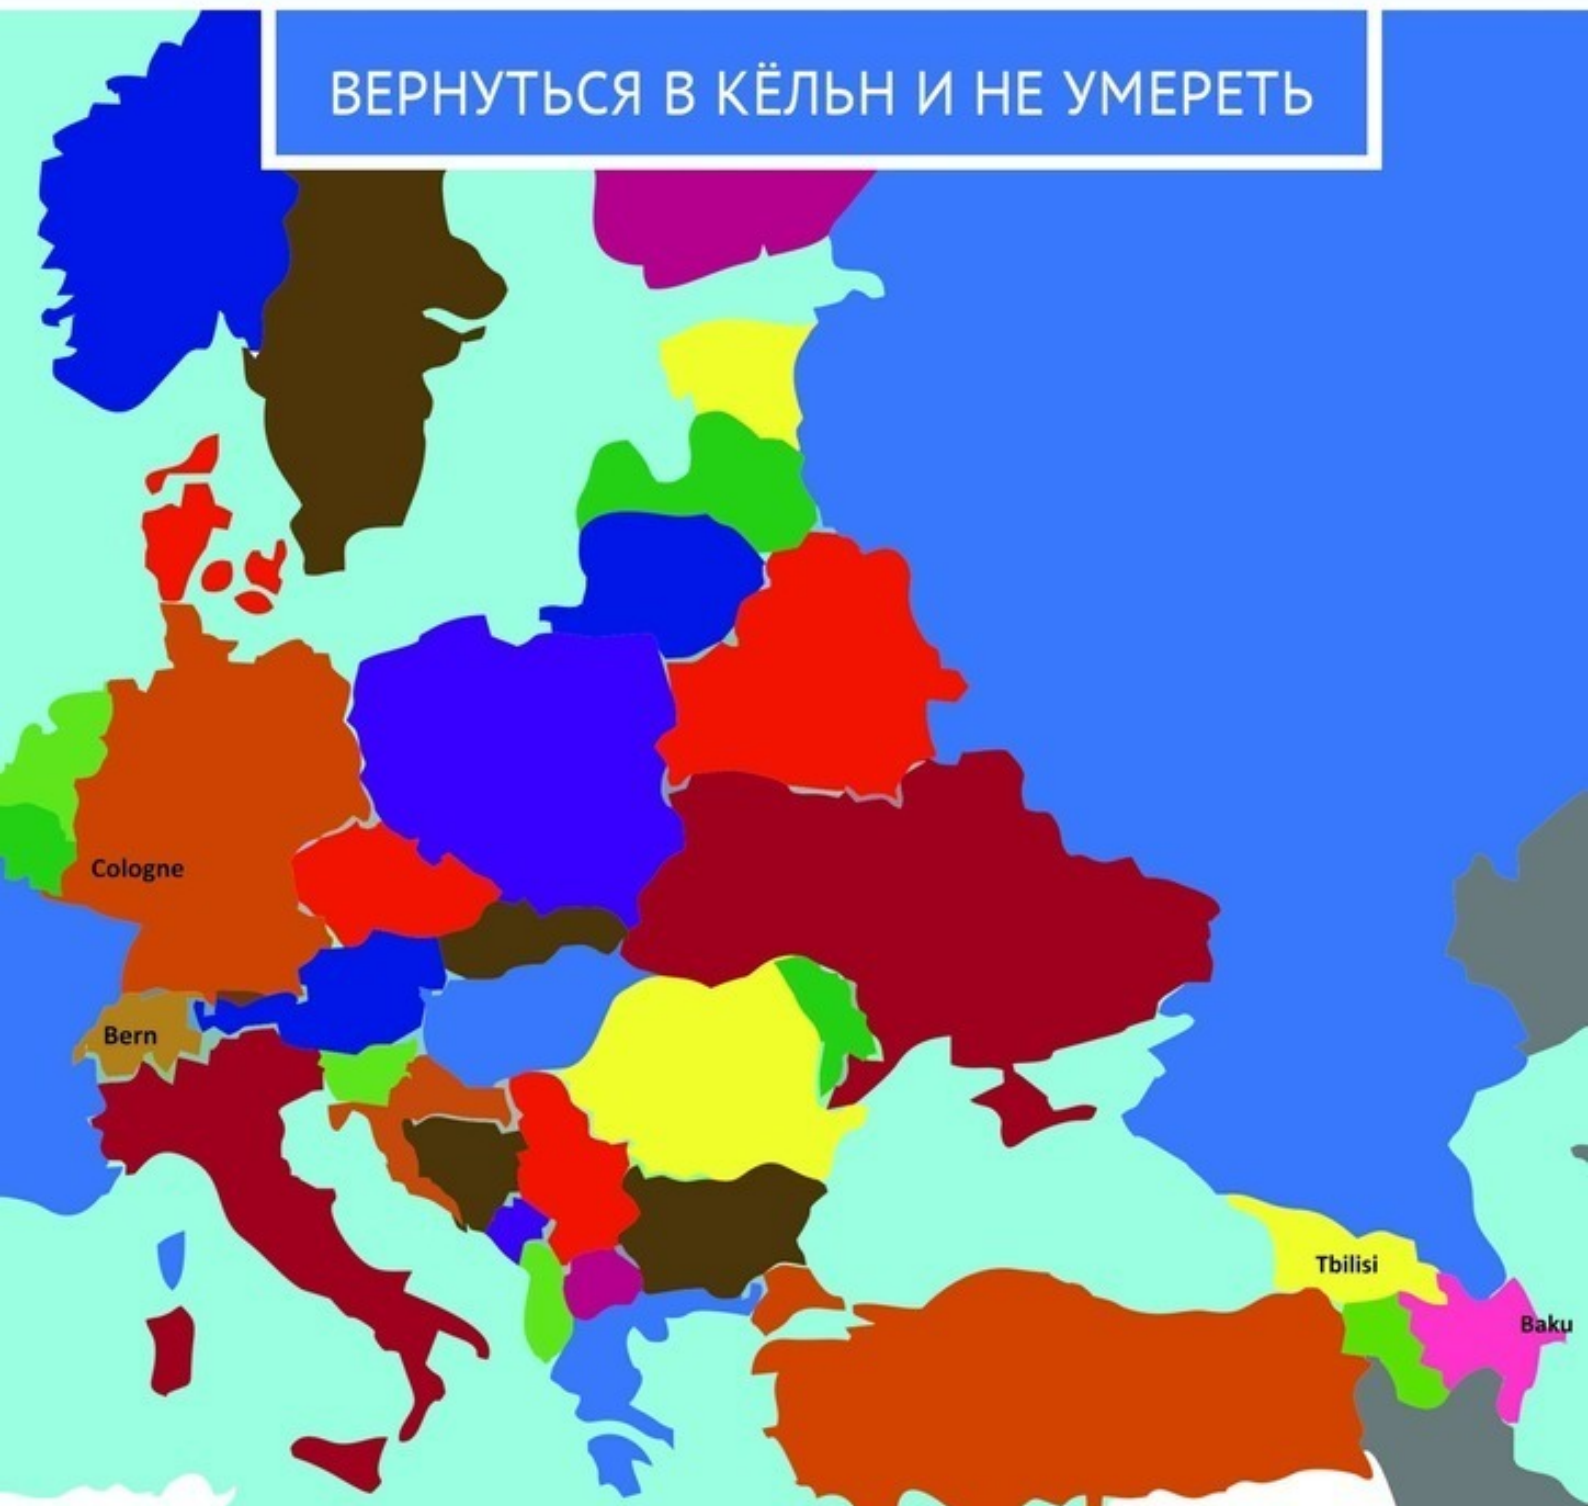 ВЕРНУТЬСЯ В КЁЛЬН И НЕ УМЕРЕТЬ
Cologne
Bern
Tbilisi
Baku